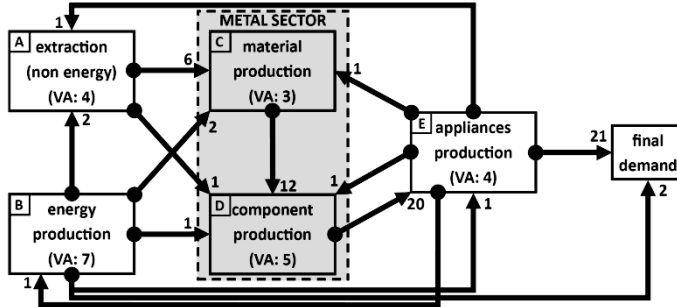 METAL SECTOR
1
A
extraction
(non energy)
(VA: 4)
6
C
material
production
(VA: 3)
1
2
2
E
appliances
production
(VA: 4)
21
final
demand
1
12
1
B
energy
production
(VA: 7)
1
D
component
production
(VA: 5)
20
1
2
1